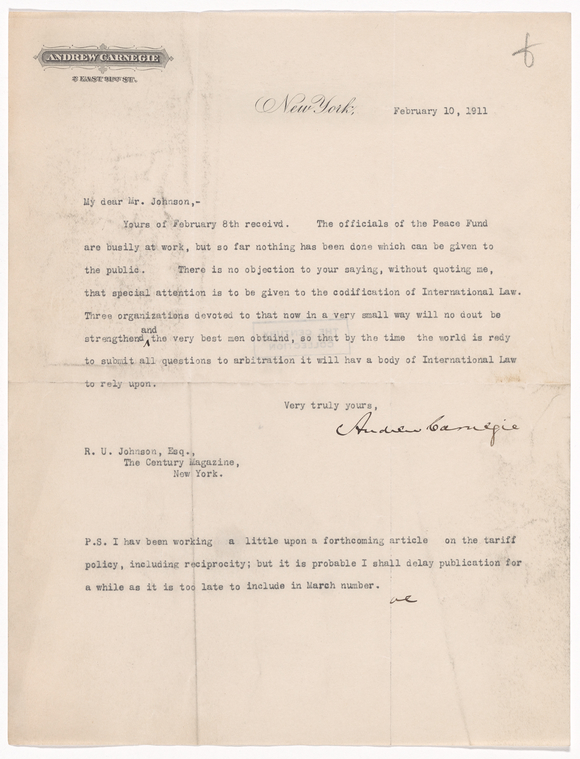 ANDREW CARNEGIE
2 EAST 91ST ST.
New York, February 10, 1911
My dear Mr. Johnson,-
Yours of February 8th receivd. The officials of the Peace Fund
are busily at work, but so far nothing has been done which can be given to
the public. There is no objection to your saying, without quoting me,
that special attention is to be given to the codification of International Law.
Three organizations devoted to that now in a very small way will no dout be
and
strengthend the very best men obtaind, so that by the time the world is redy
to submit all questions to arbitration it will hav a body of International Law
to rely upon.
Very truly yours,
Andrew Carnegie
R. U. Johnson, Esq.,
The Century Magazine,
New York.
P.S. I hav been working a little upon a forthcoming article on the tariff
policy, including reciprocity; but it is probable I shall delay publication for
a while as it is too late to include in March number.
AC